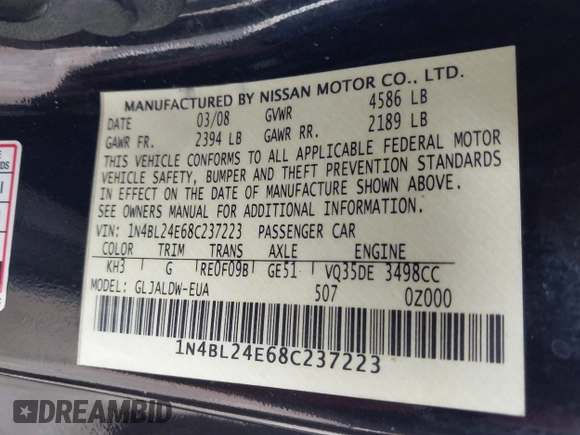 MANUFACTURED BY NISSAN MOTOR CO., LTD.
DATE 03/08 GVWR 4586 LB
GAWR FR. 2394 LB GAWR RR. 2189 LB
THIS VEHICLE CONFORMS TO ALL APPLICABLE FEDERAL MOTOR
VEHICLE SAFETY, BUMPER AND THEFT PREVENTION STANDARDS
IN EFFECT ON THE DATE OF MANUFACTURE SHOWN ABOVE.
SEE OWNERS MANUAL FOR ADDITIONAL INFORMATION.
VIN: 1N4BL24E68C237223 PASSENGER CAR
COLOR TRIM TRANS AXLE ENGINE
KH3 G RE0F09B GE51 VQ35DE 3498CC
MODEL: GLJALDW-EUA 507 0Z000
1N4BL24E68C237223
DREAMBID